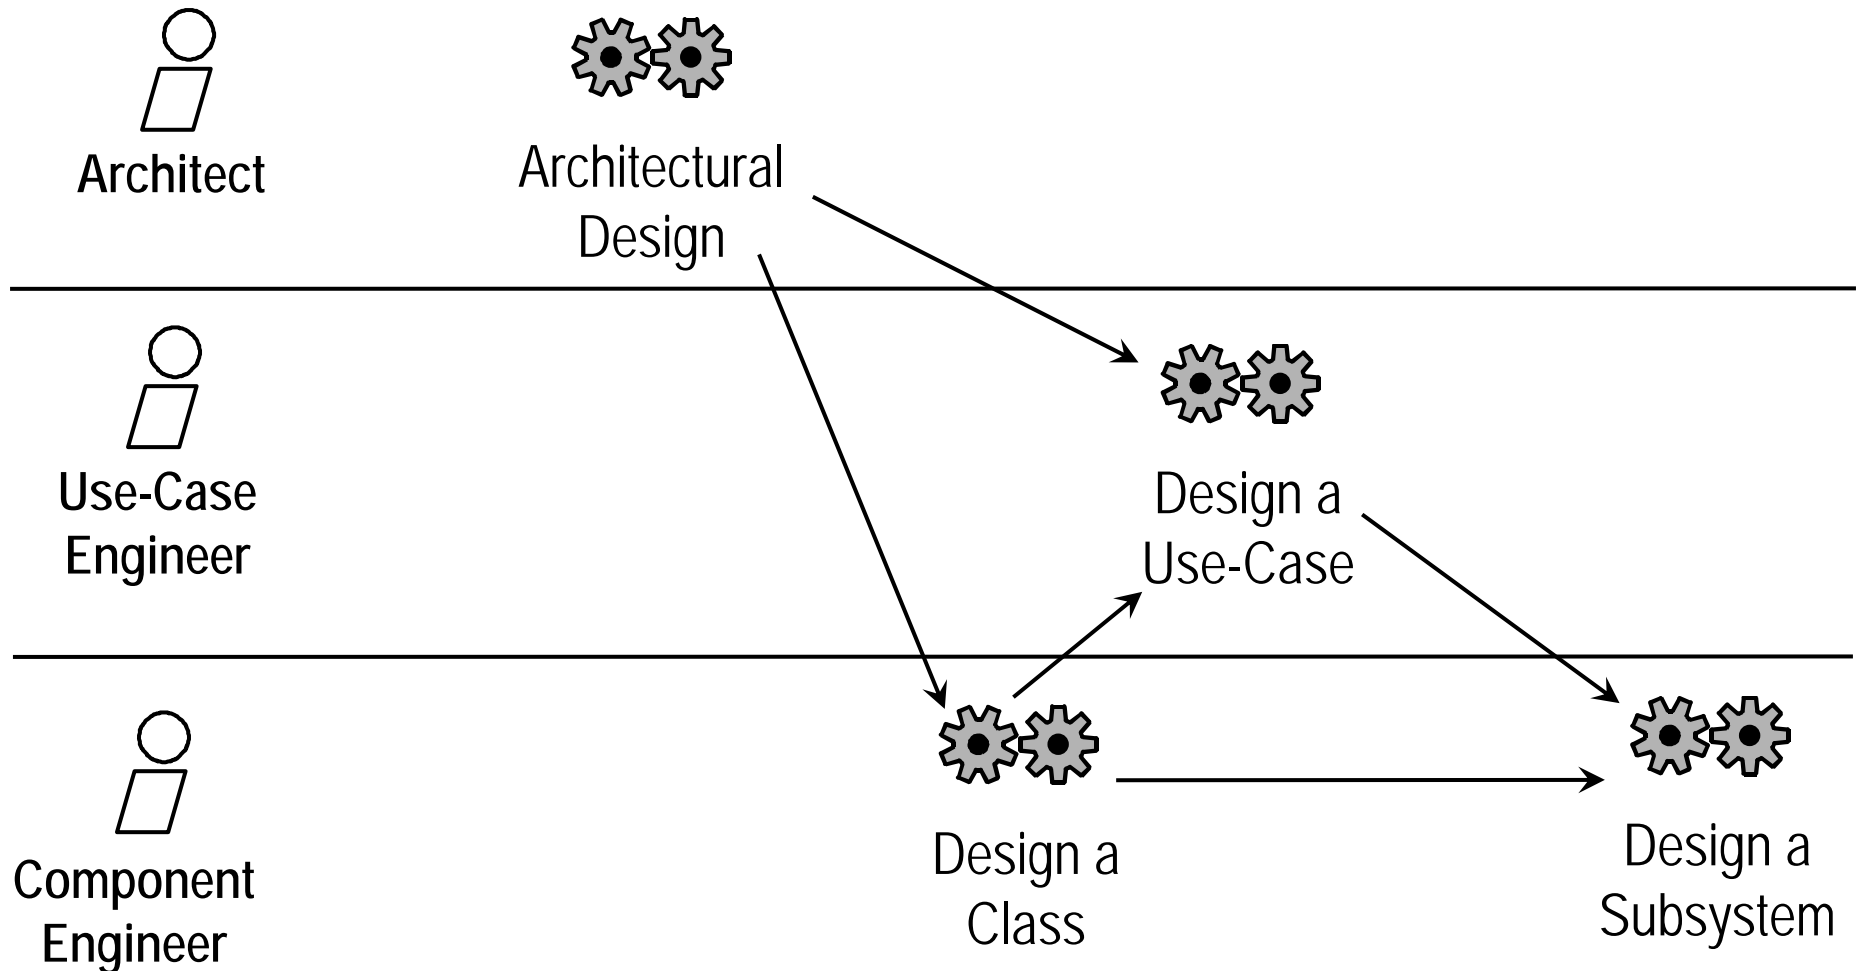 Architect
Architectural
Design
Use-Case
Engineer
Design a
Use-Case
Component
Engineer
Design a
Class
Design a
Subsystem